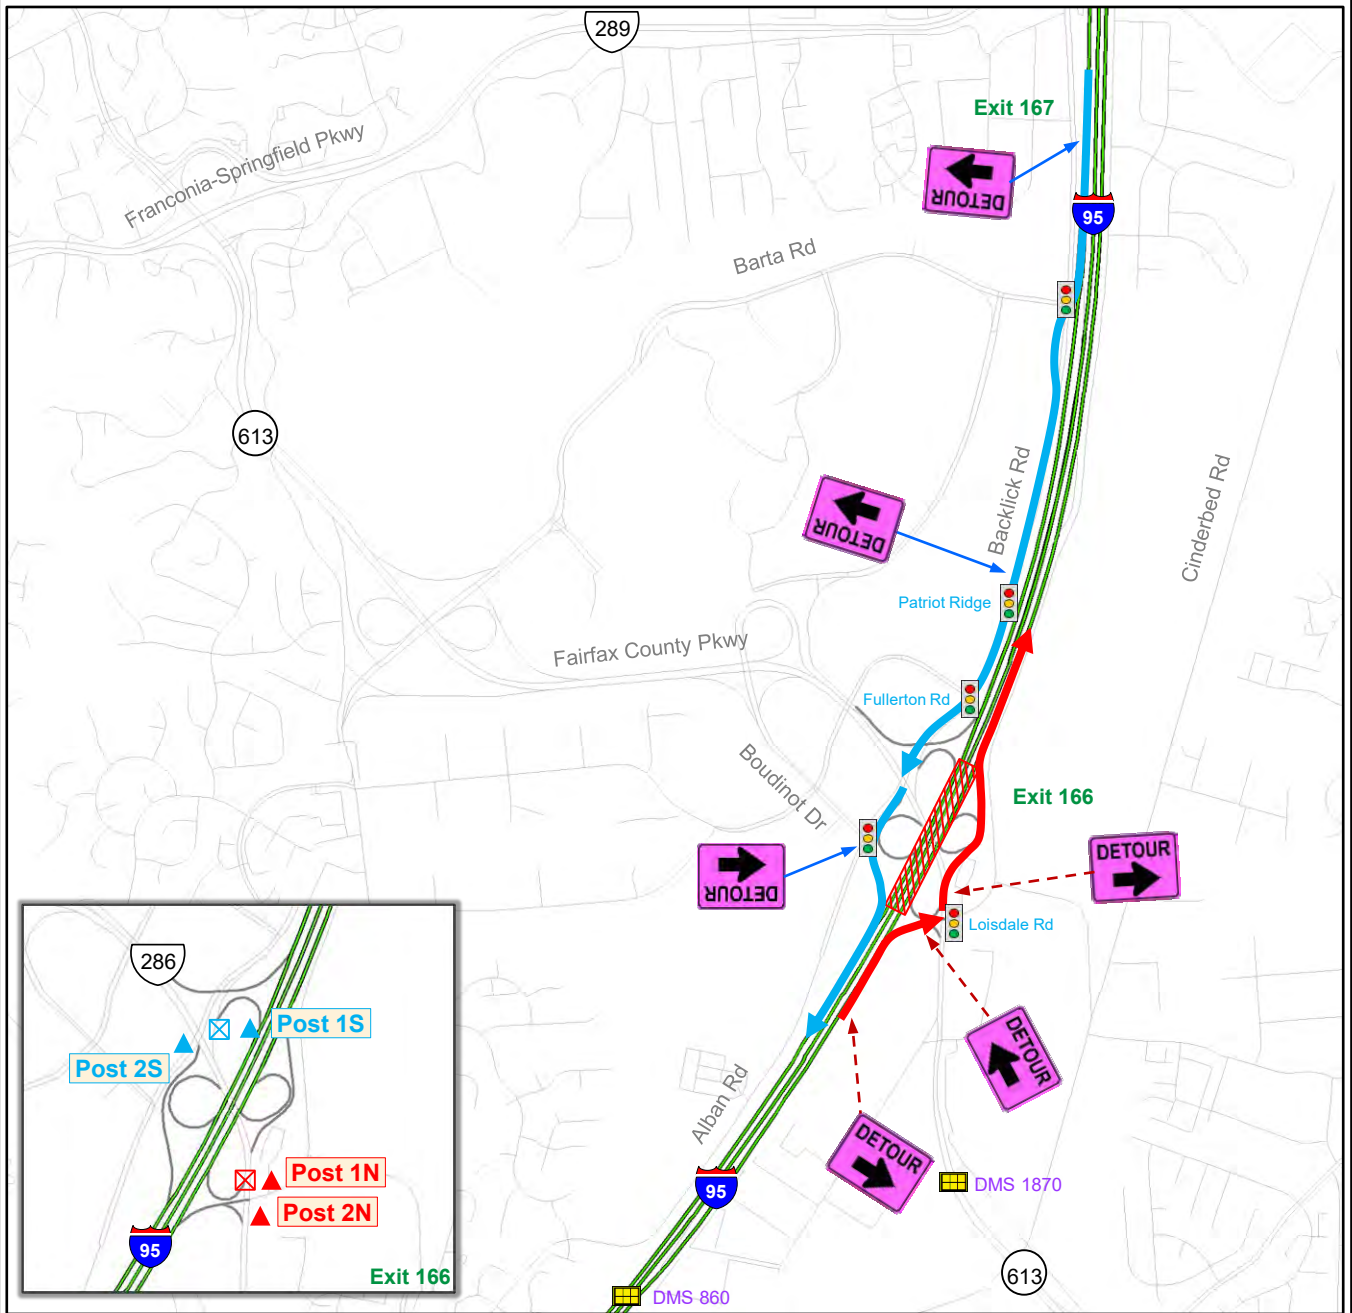 289
Exit 167
DETOUR
Franconia-Springfield Pkwy
95
Barta Rd
613
Backlick Rd
Cinderbed Rd
DETOUR
Patriot Ridge
Fairfax County Pkwy
Fullerton Rd
Boudinot Dr
Exit 166
DETOUR
DETOUR
Loisdale Rd
286
Post 1S
Post 2S
DETOUR
Alban Rd
DETOUR
Post 1N
Post 2N
95
DMS 1870
95
Exit 166
613
DMS 860